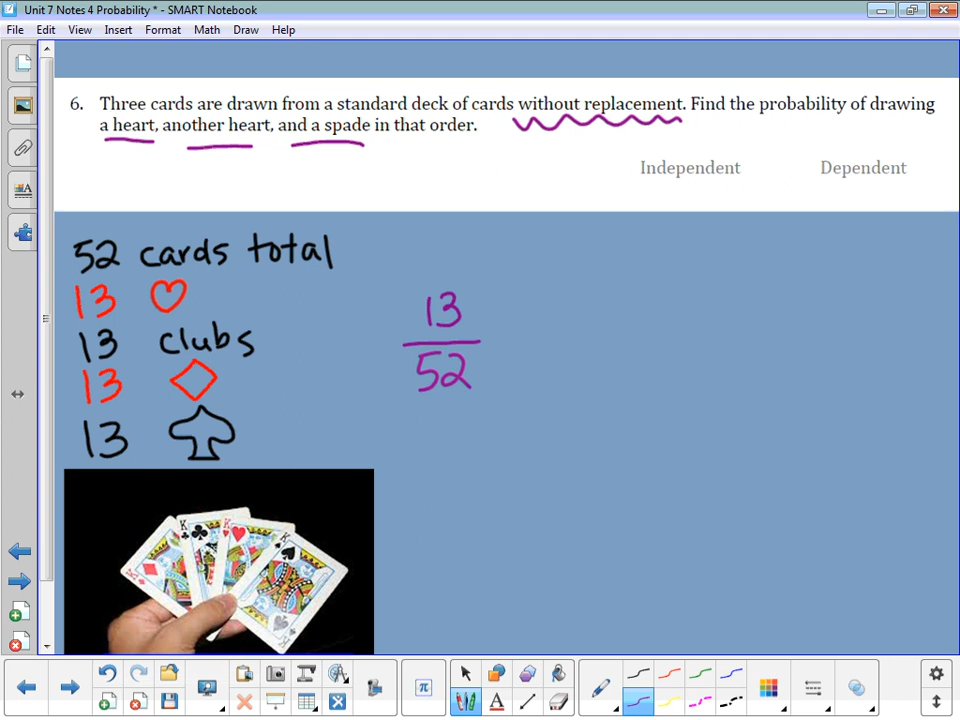 Unit 7 Notes 4 Probability * - SMART Notebook
File Edit View Insert Format Math Draw Help
6. Three cards are drawn from a standard deck of cards without replacement. Find the probability of drawing
a heart, another heart, and a spade in that order.
Independent Dependent
52 cards total
13
13 clubs
13
13
13
52
K
K
K
K
π
A